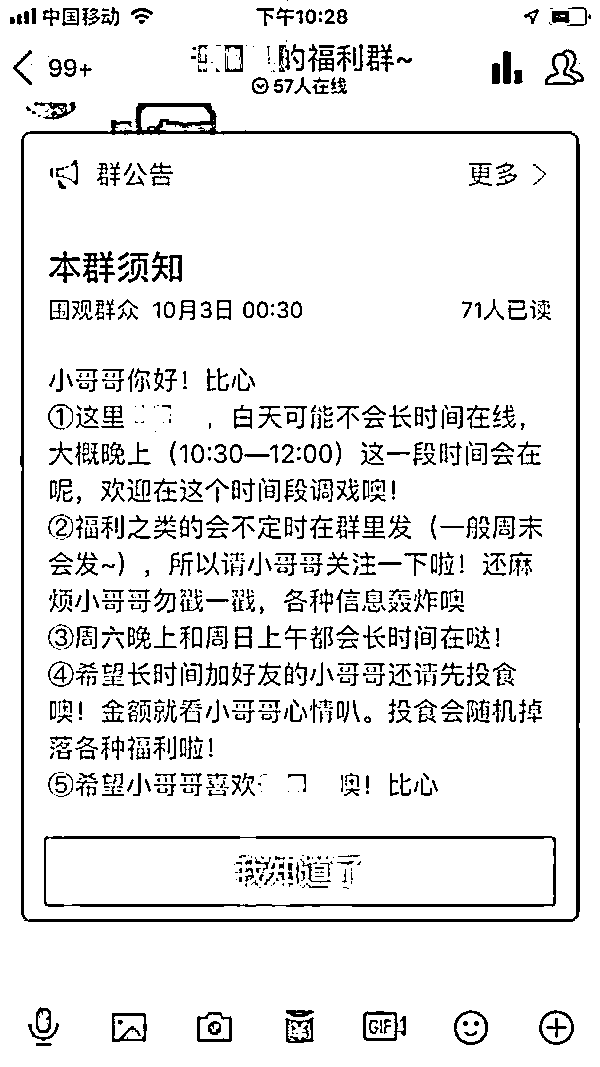 中国移动 下午10:28
99+ 的福利群~
57人在线
群公告 更多
本群须知
围观群众 10月3日 00:30 71人已读
小哥哥你好！比心
①这里 ，白天可能不会长时间在线，
大概晚上（10:30—12:00）这一段时间会在
呢，欢迎在这个时间段调戏噢！
②福利之类的会不定时在群里发（一般周末
会发~），所以请小哥哥关注一下啦！还麻
烦小哥哥勿戳一戳，各种信息轰炸噢
③周六晚上和周日上午都会长时间在哒！
④希望长时间加好友的小哥哥还请先投食
噢！金额就看小哥哥心情叭。投食会随机掉
落各种福利啦！
⑤希望小哥哥喜欢 噢！比心
我知道了
GIF